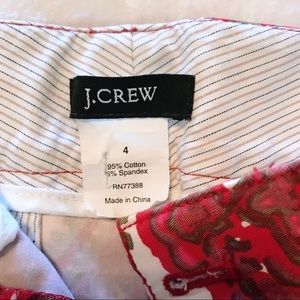 J.CREW
4
95% Cotton
5% Spandex
RN77388
Made in China